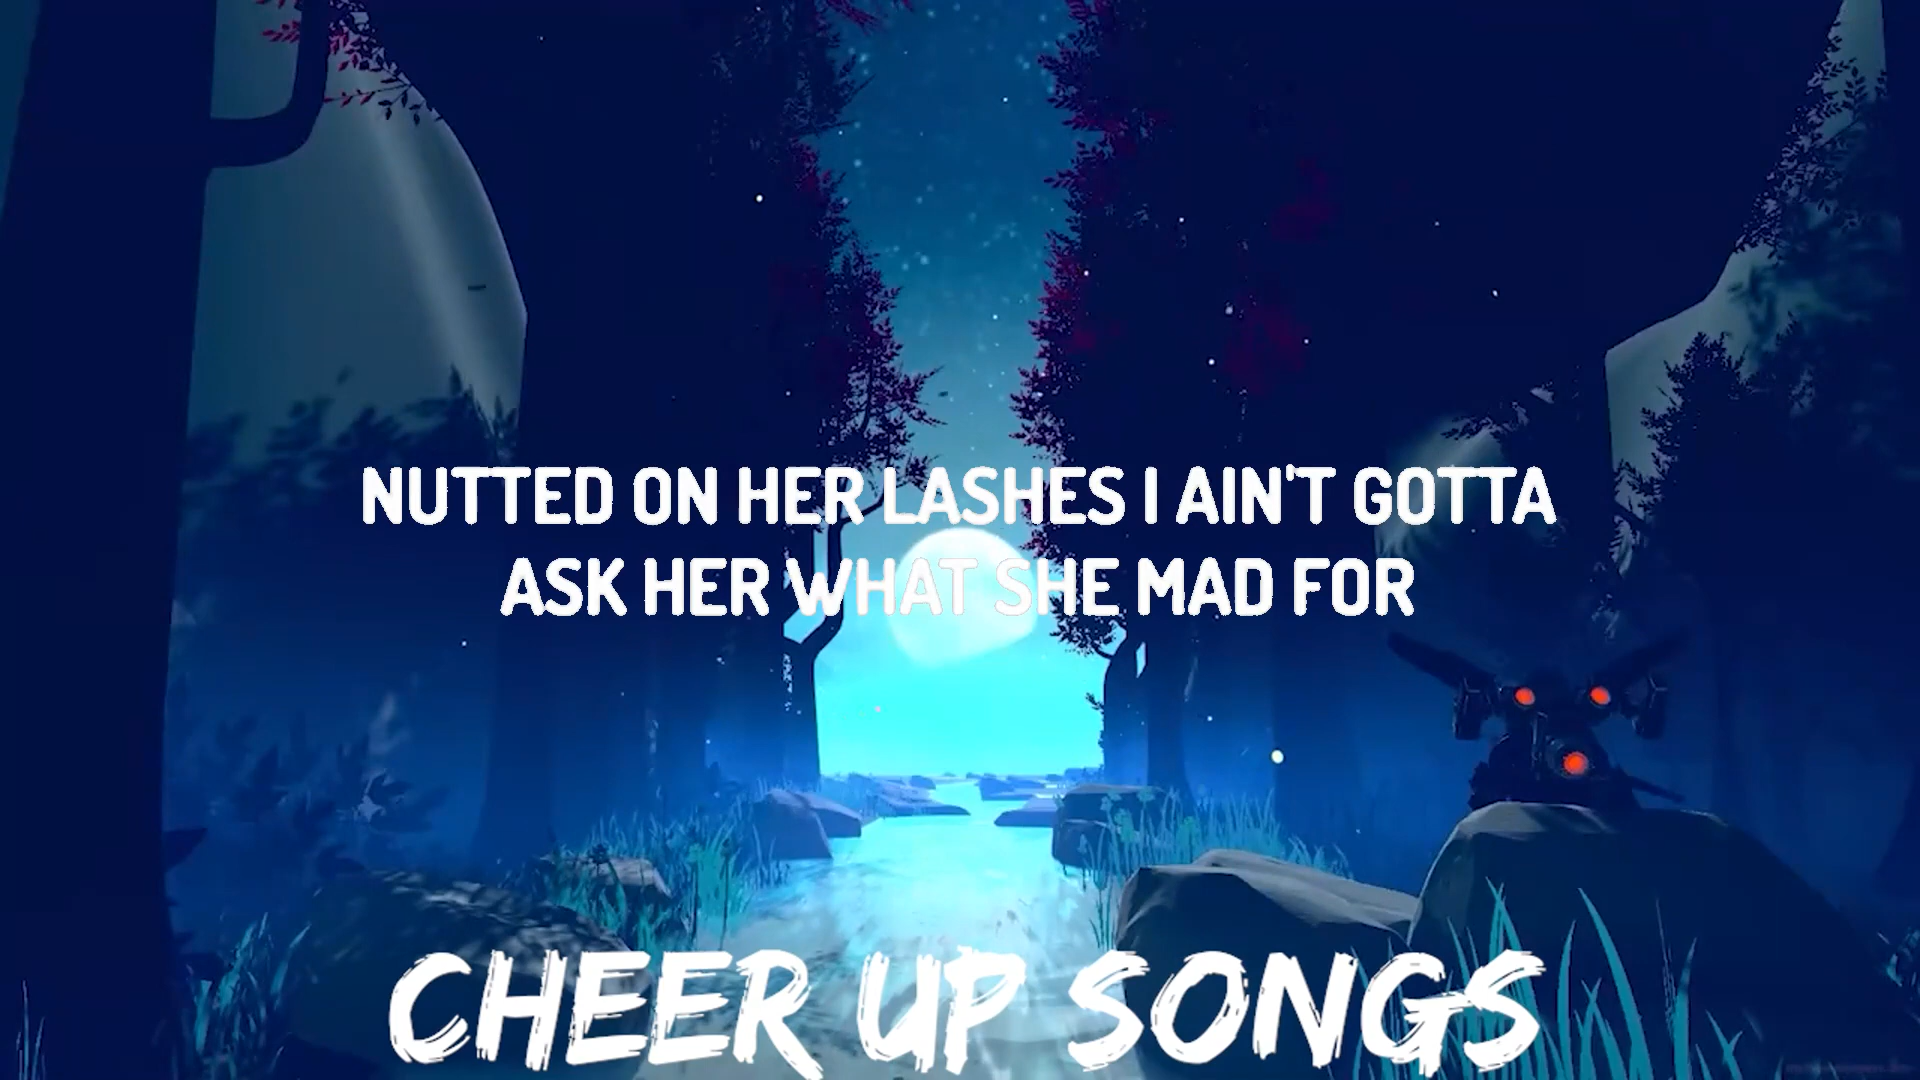 NUTTED ON HER LASHES I AIN'T GOTTA
ASK HER WHAT SHE MAD FOR
CHEER UP SONGS